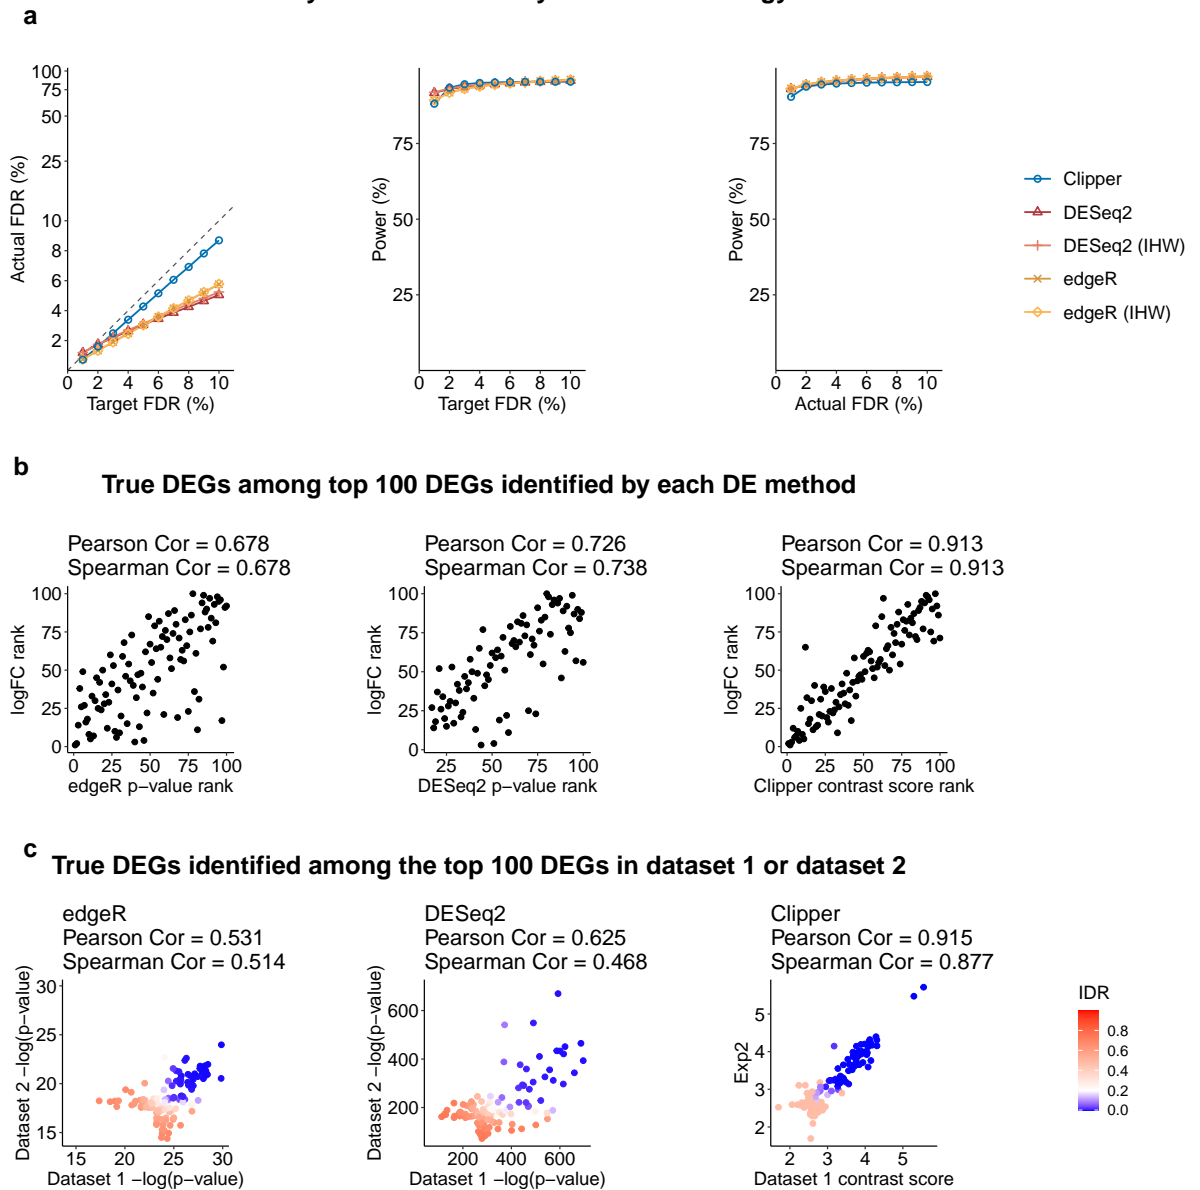 a
Actual FDR (%)
100
75
50
25
10
8
6
4
2
0 2 4 6 8 10
Target FDR (%)
Power (%)
75
50
25
0 2 4 6 8 10
Target FDR (%)
Power (%)
75
50
25
0 2 4 6 8 10
Actual FDR (%)
Clipper
DESeq2
DESeq2 (IHW)
edgeR
edgeR (IHW)
b
True DEGs among top 100 DEGs identified by each DE method
Pearson Cor = 0.678
Spearman Cor = 0.678
logFC rank
100
75
50
25
0
0 25 50 75 100
edgeR p−value rank
Pearson Cor = 0.726
Spearman Cor = 0.738
logFC rank
100
75
50
25
0
0 25 50 75 100
DESeq2 p−value rank
Pearson Cor = 0.913
Spearman Cor = 0.913
logFC rank
100
75
50
25
0
0 25 50 75 100
Clipper contrast score rank
c
True DEGs identified among the top 100 DEGs in dataset 1 or dataset 2
edgeR
Pearson Cor = 0.531
Spearman Cor = 0.514
Dataset 2 −log(p−value)
30
25
20
15
15 20 25 30
Dataset 1 −log(p−value)
DESeq2
Pearson Cor = 0.625
Spearman Cor = 0.468
Dataset 2 −log(p−value)
600
400
200
200 400 600
Dataset 1 −log(p−value)
Clipper
Pearson Cor = 0.915
Spearman Cor = 0.877
Exp2
5
4
3
2
2 3 4 5
Dataset 1 contrast score
IDR
0.8
0.6
0.4
0.2
0.0